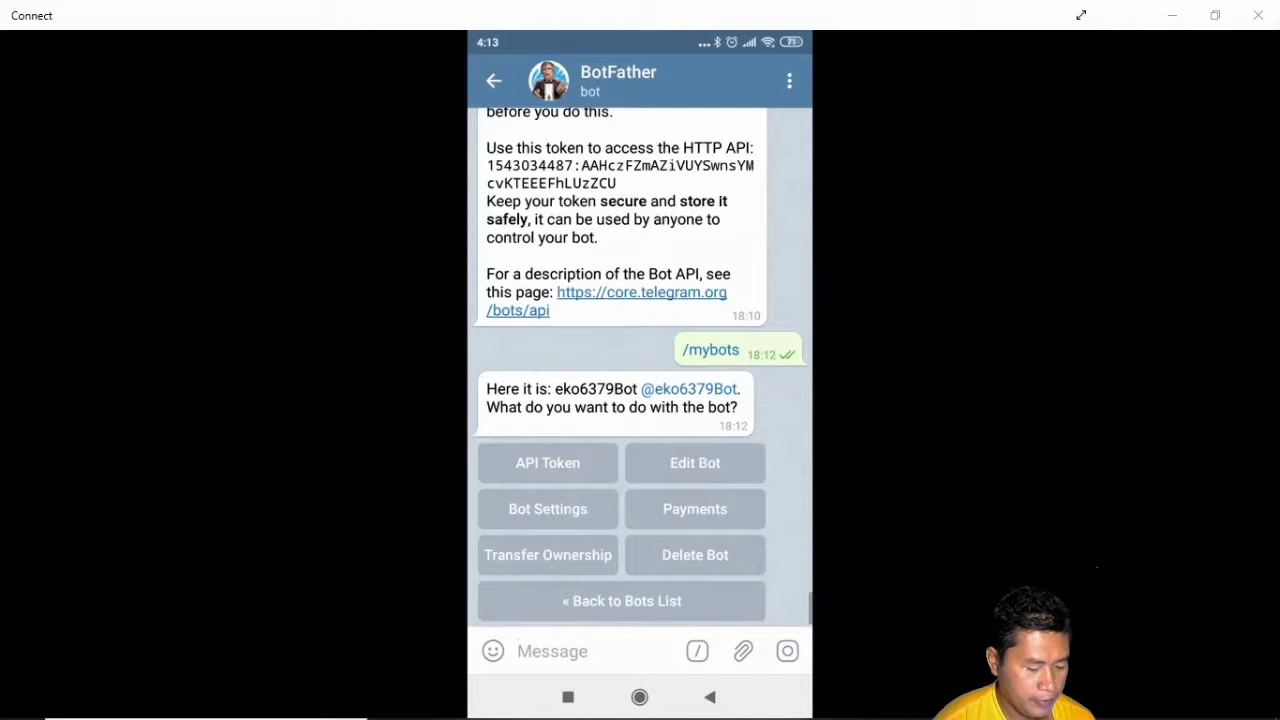 Connect
4:13
71
BotFather
bot
before you do this.
Use this token to access the HTTP API:
1543034487:AAHczFZmAZiVUYSwnsYM
cvKTEEEFhLUzZCU
Keep your token secure and store it
safely, it can be used by anyone to
control your bot.
For a description of the Bot API, see
this page: https://core.telegram.org
/bots/api
18:10
/mybots 18:12
Here it is: eko6379Bot @eko6379Bot.
What do you want to do with the bot?
18:12
API Token Edit Bot
Bot Settings Payments
Transfer Ownership Delete Bot
« Back to Bots List
Message